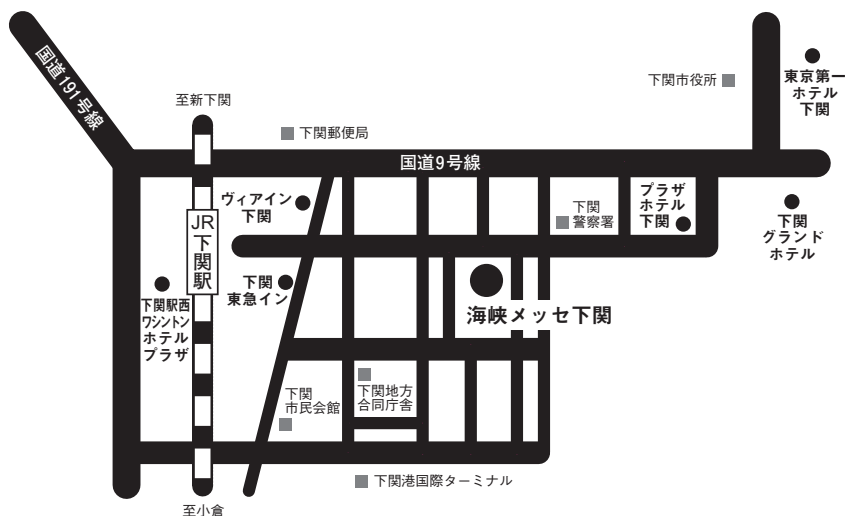 国道191号線
至新下関
下関郵便局
国道9号線
下関市役所
東京第一
ホテル
下関
ヴィアイン
下関
JR
下関駅
下関
警察署
プラザ
ホテル
下関
下関
グランド
ホテル
下関
東急イン
海峡メッセ下関
下関駅西
ワシントン
ホテル
プラザ
下関
市民会館
下関地方
合同庁舎
下関港国際ターミナル
至小倉